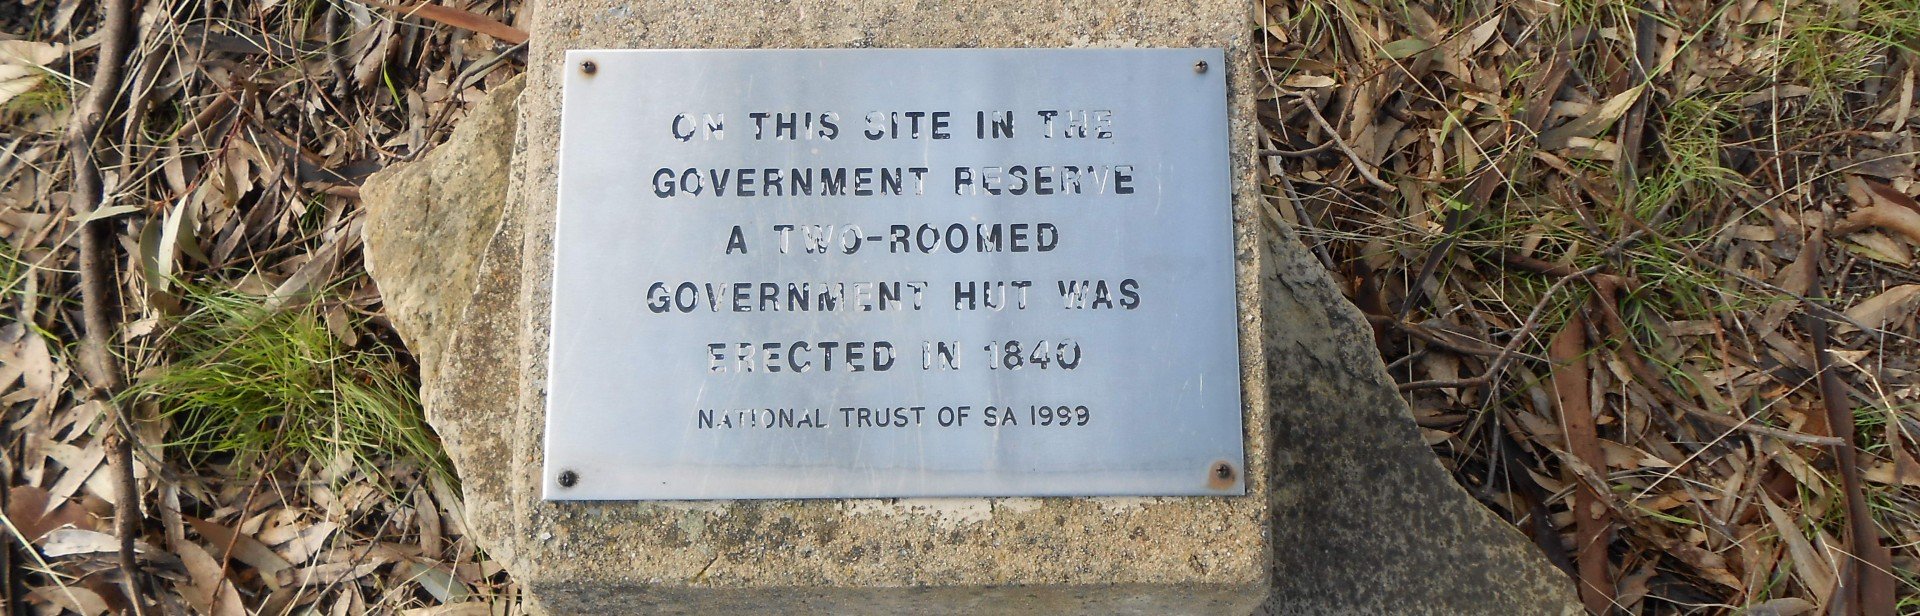 ON THIS SITE IN THE
GOVERNMENT RESERVE
A TWO-ROOMED
GOVERNMENT HUT WAS
ERECTED IN 1840
NATIONAL TRUST OF SA 1999